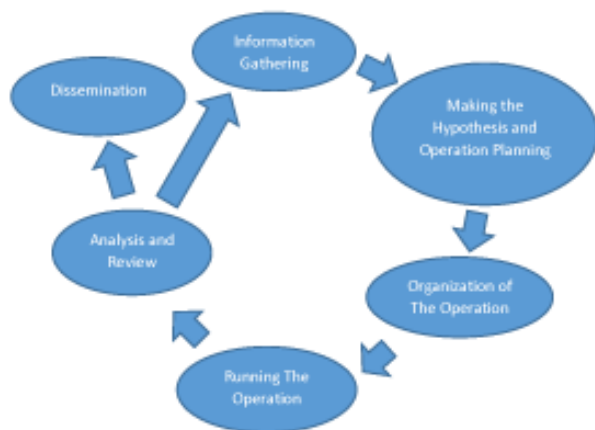 Information
Gathering
Dissemination
Making the
Hypothesis and
Operation Planning
Analysis and
Review
Organization of
The Operation
Running The
Operation